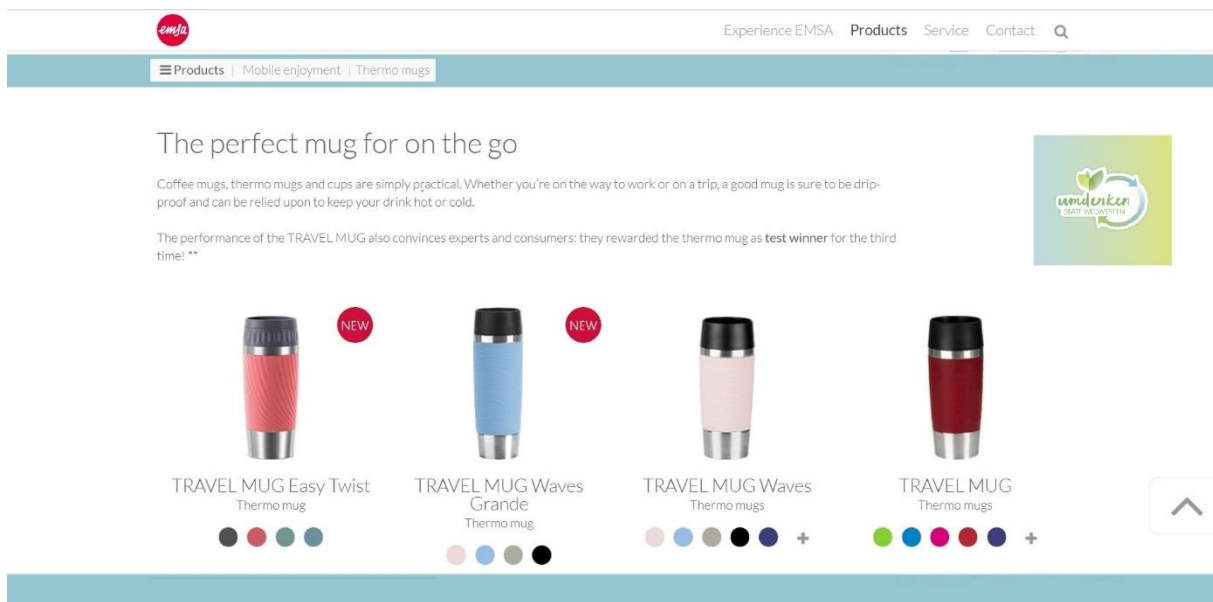 emsa
Experience EMSA Products Service Contact
Products | Mobile enjoyment | Thermo mugs
The perfect mug for on the go
Coffee mugs, thermo mugs and cups are simply practical. Whether you're on the way to work or on a trip, a good mug is sure to be drip-
proof and can be relied upon to keep your drink hot or cold.
The performance of the TRAVEL MUG also convinces experts and consumers: they rewarded the thermo mug as test winner for the third
time! **
umdenken
STATT WEGWERFEN
NEW
NEW
TRAVEL MUG Easy Twist
Thermo mug
TRAVEL MUG Waves
Grande
Thermo mug
TRAVEL MUG Waves
Thermo mugs
+
TRAVEL MUG
Thermo mugs
+